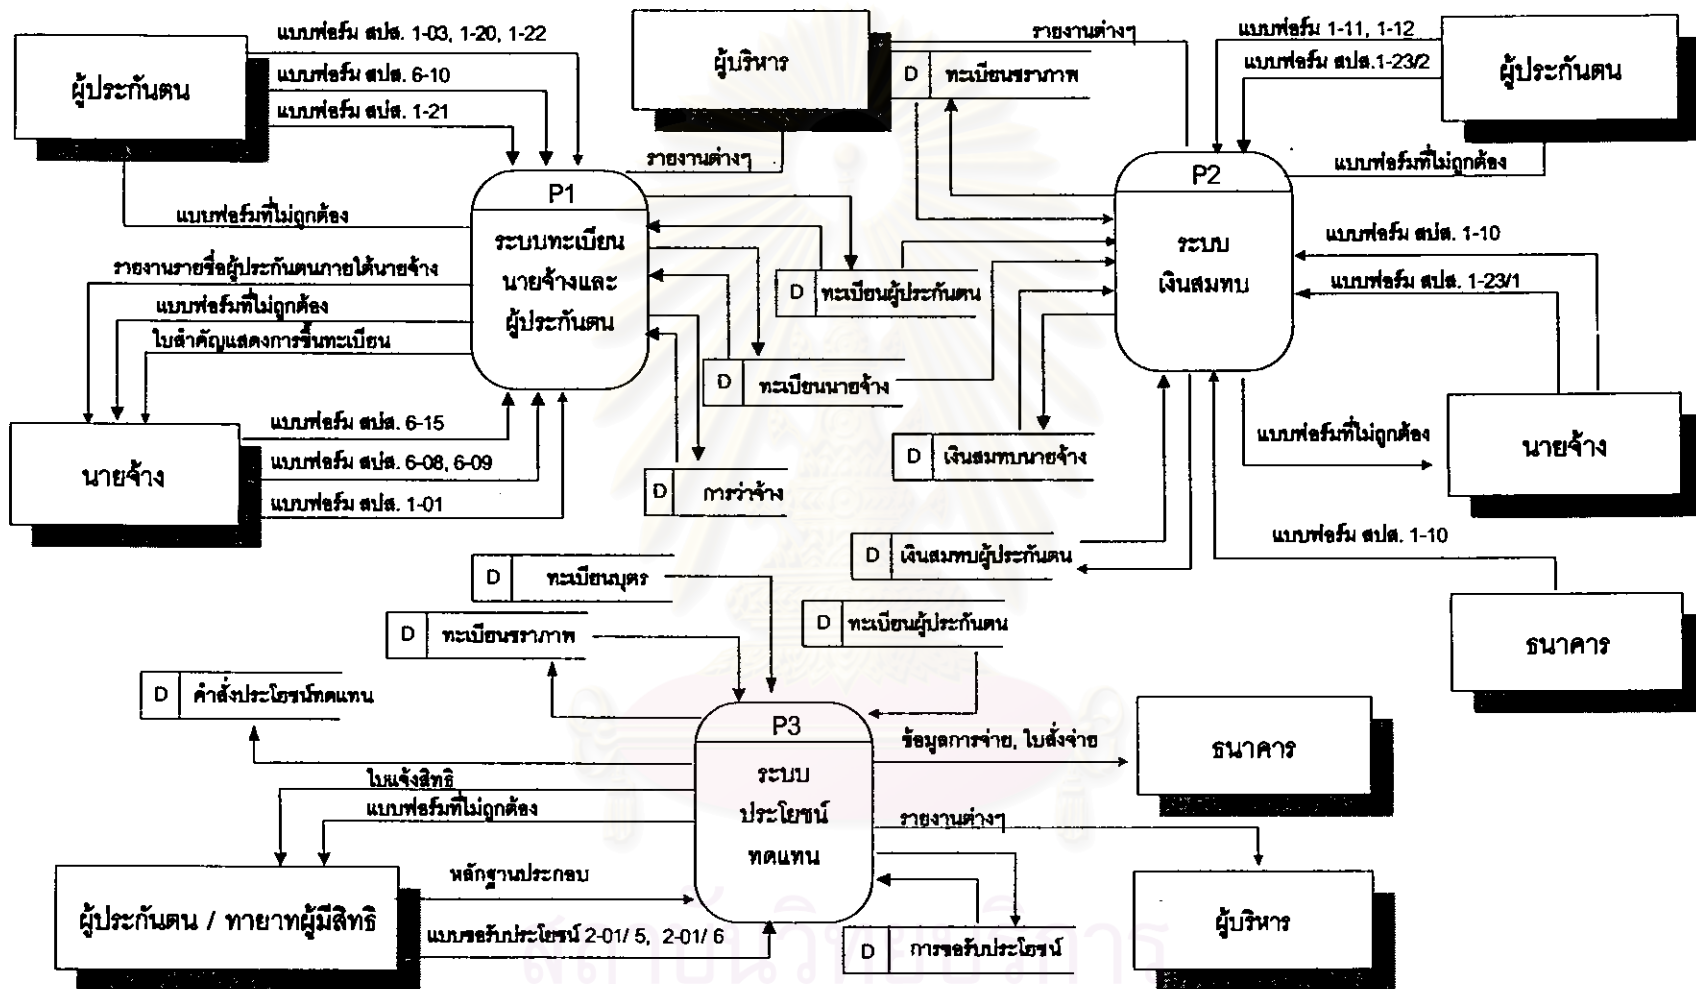 แบบฟอร์ม สปส. 1-03, 1-20, 1-22
แบบฟอร์ม สปส. 6-10
แบบฟอร์ม สปส. 1-21
ผู้ประกันตน
ผู้บริหาร
รายงานต่างๆ
D ทะเบียนชราภาพ
แบบฟอร์ม 1-11, 1-12
แบบฟอร์ม สปส.1-23/2
ผู้ประกันตน
รายงานต่างๆ
แบบฟอร์มที่ไม่ถูกต้อง
P1
ระบบทะเบียน
นายจ้างและ
ผู้ประกันตน
P2
ระบบ
เงินสมทบ
แบบฟอร์มที่ไม่ถูกต้อง
รายงานรายชื่อผู้ประกันตนภายใต้นายจ้าง
แบบฟอร์มที่ไม่ถูกต้อง
ใบสำคัญแสดงการขึ้นทะเบียน
D ทะเบียนผู้ประกันตน
แบบฟอร์ม สปส. 1-10
แบบฟอร์ม สปส. 1-23/1
D ทะเบียนนายจ้าง
นายจ้าง
แบบฟอร์ม สปส. 6-15
แบบฟอร์ม สปส. 6-08, 6-09
แบบฟอร์ม สปส. 1-01
D การว่าจ้าง
D เงินสมทบนายจ้าง
แบบฟอร์มที่ไม่ถูกต้อง
นายจ้าง
แบบฟอร์ม สปส. 1-10
D เงินสมทบผู้ประกันตน
D ทะเบียนบุตร
D ทะเบียนชราภาพ
D ทะเบียนผู้ประกันตน
ธนาคาร
D คำสั่งประโยชน์ทดแทน
P3
ระบบ
ประโยชน์
ทดแทน
ข้อมูลการจ่าย, ใบสั่งจ่าย
ธนาคาร
ใบแจ้งสิทธิ
แบบฟอร์มที่ไม่ถูกต้อง
รายงานต่างๆ
หลักฐานประกอบ
ผู้ประกันตน / ทายาทผู้มีสิทธิ
แบบขอรับประโยชน์ 2-01/ 5, 2-01/ 6
D การขอรับประโยชน์
ผู้บริหาร
สถาบันวิทยบริการ